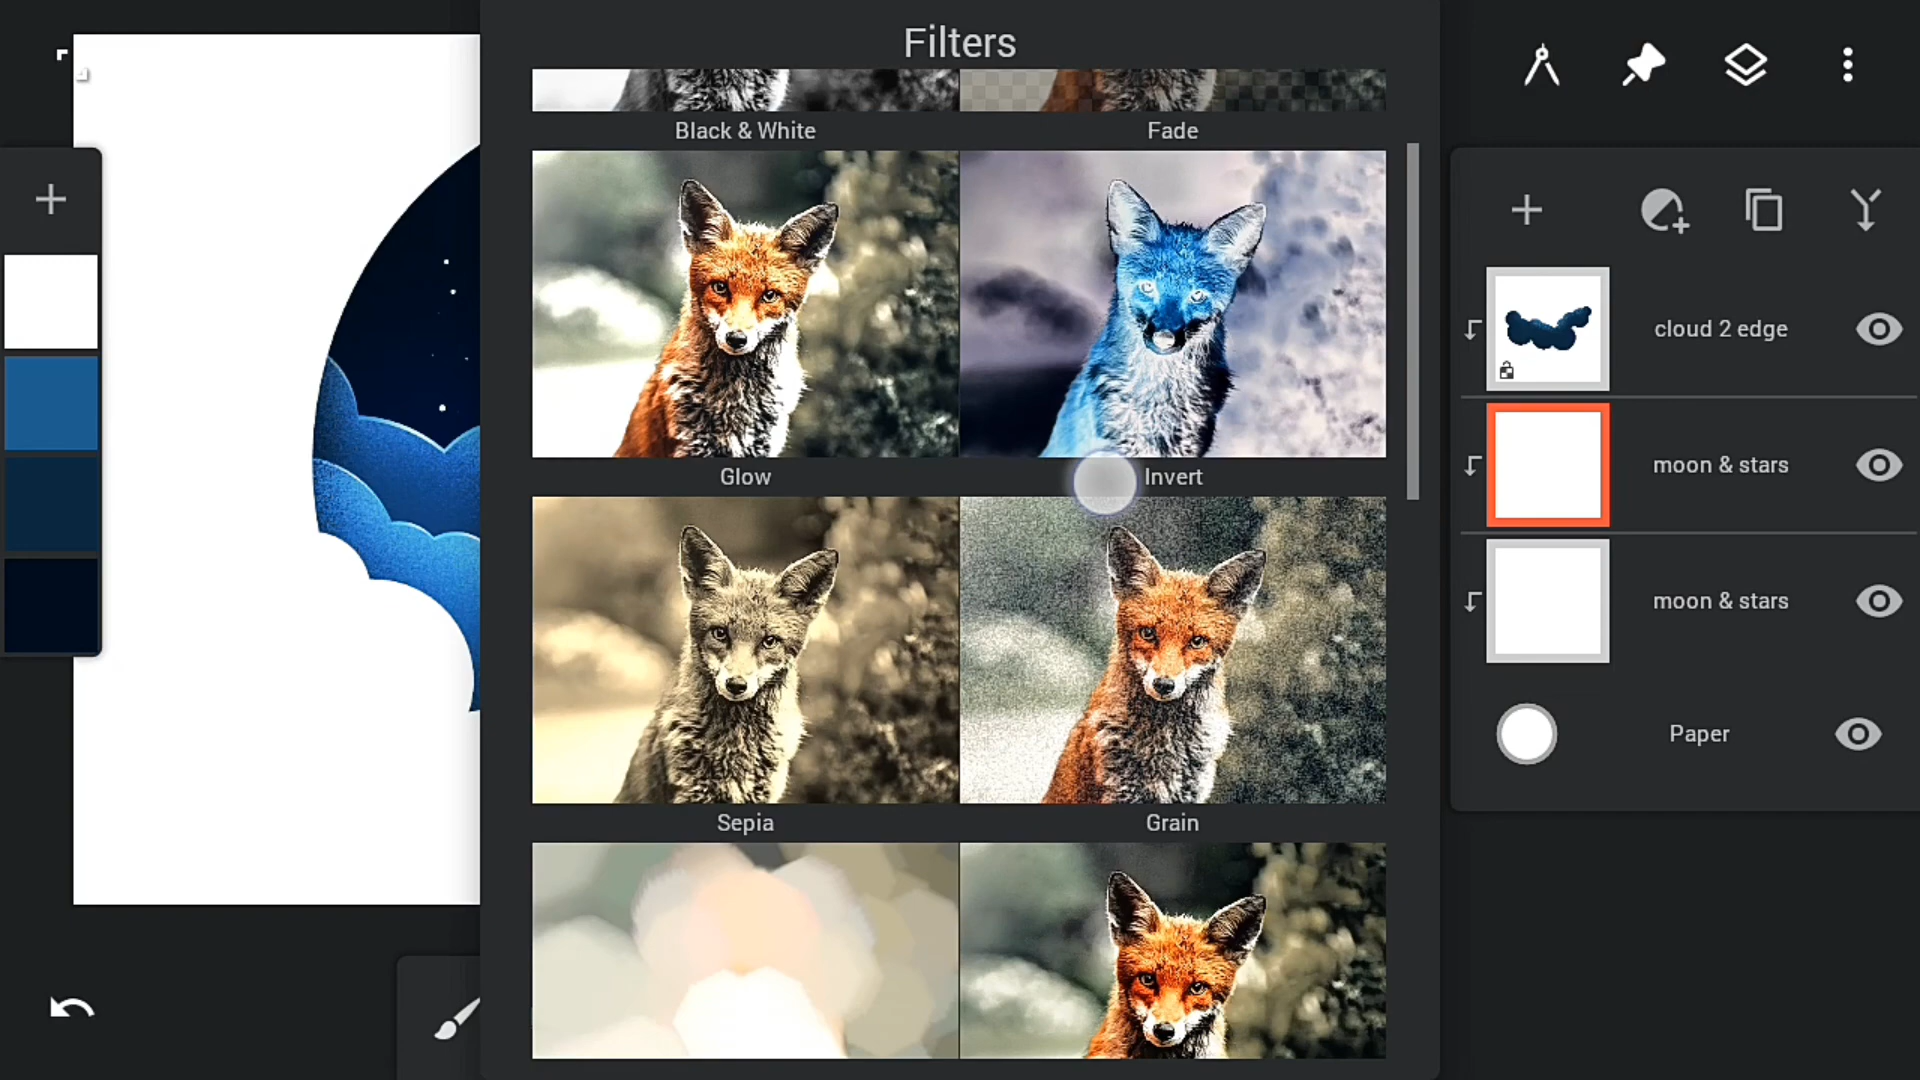 Filters
Black & White
Fade
Glow
Invert
Sepia
Grain
cloud 2 edge
moon & stars
moon & stars
Paper